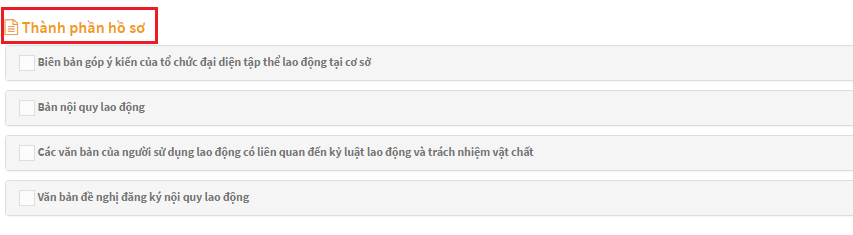 Thành phần hồ sơ
Biên bản góp ý kiến của tổ chức đại diện tập thể lao động tại cơ sở
Bản nội quy lao động
Các văn bản của người sử dụng lao động có liên quan đến kỷ luật lao động và trách nhiệm vật chất
Văn bản đề nghị đăng ký nội quy lao động